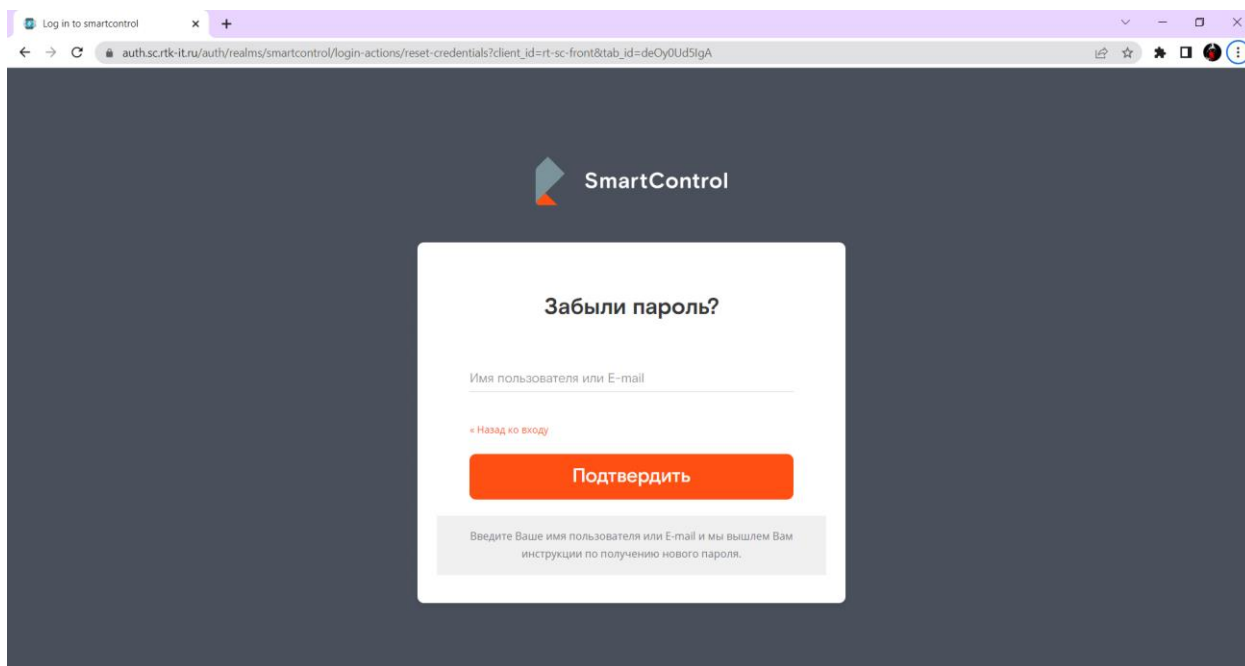 Log in to smartcontrol
auth.sc.rtk-it.ru/auth/realms/smartcontrol/login-actions/reset-credentials?client_id=rt-sc-front&tab_id=deOy0Ud5IgA
SmartControl
Забыли пароль?
Имя пользователя или E-mail
« Назад ко входу
Подтвердить
Введите Ваше имя пользователя или E-mail и мы вышлем Вам
инструкции по получению нового пароля.